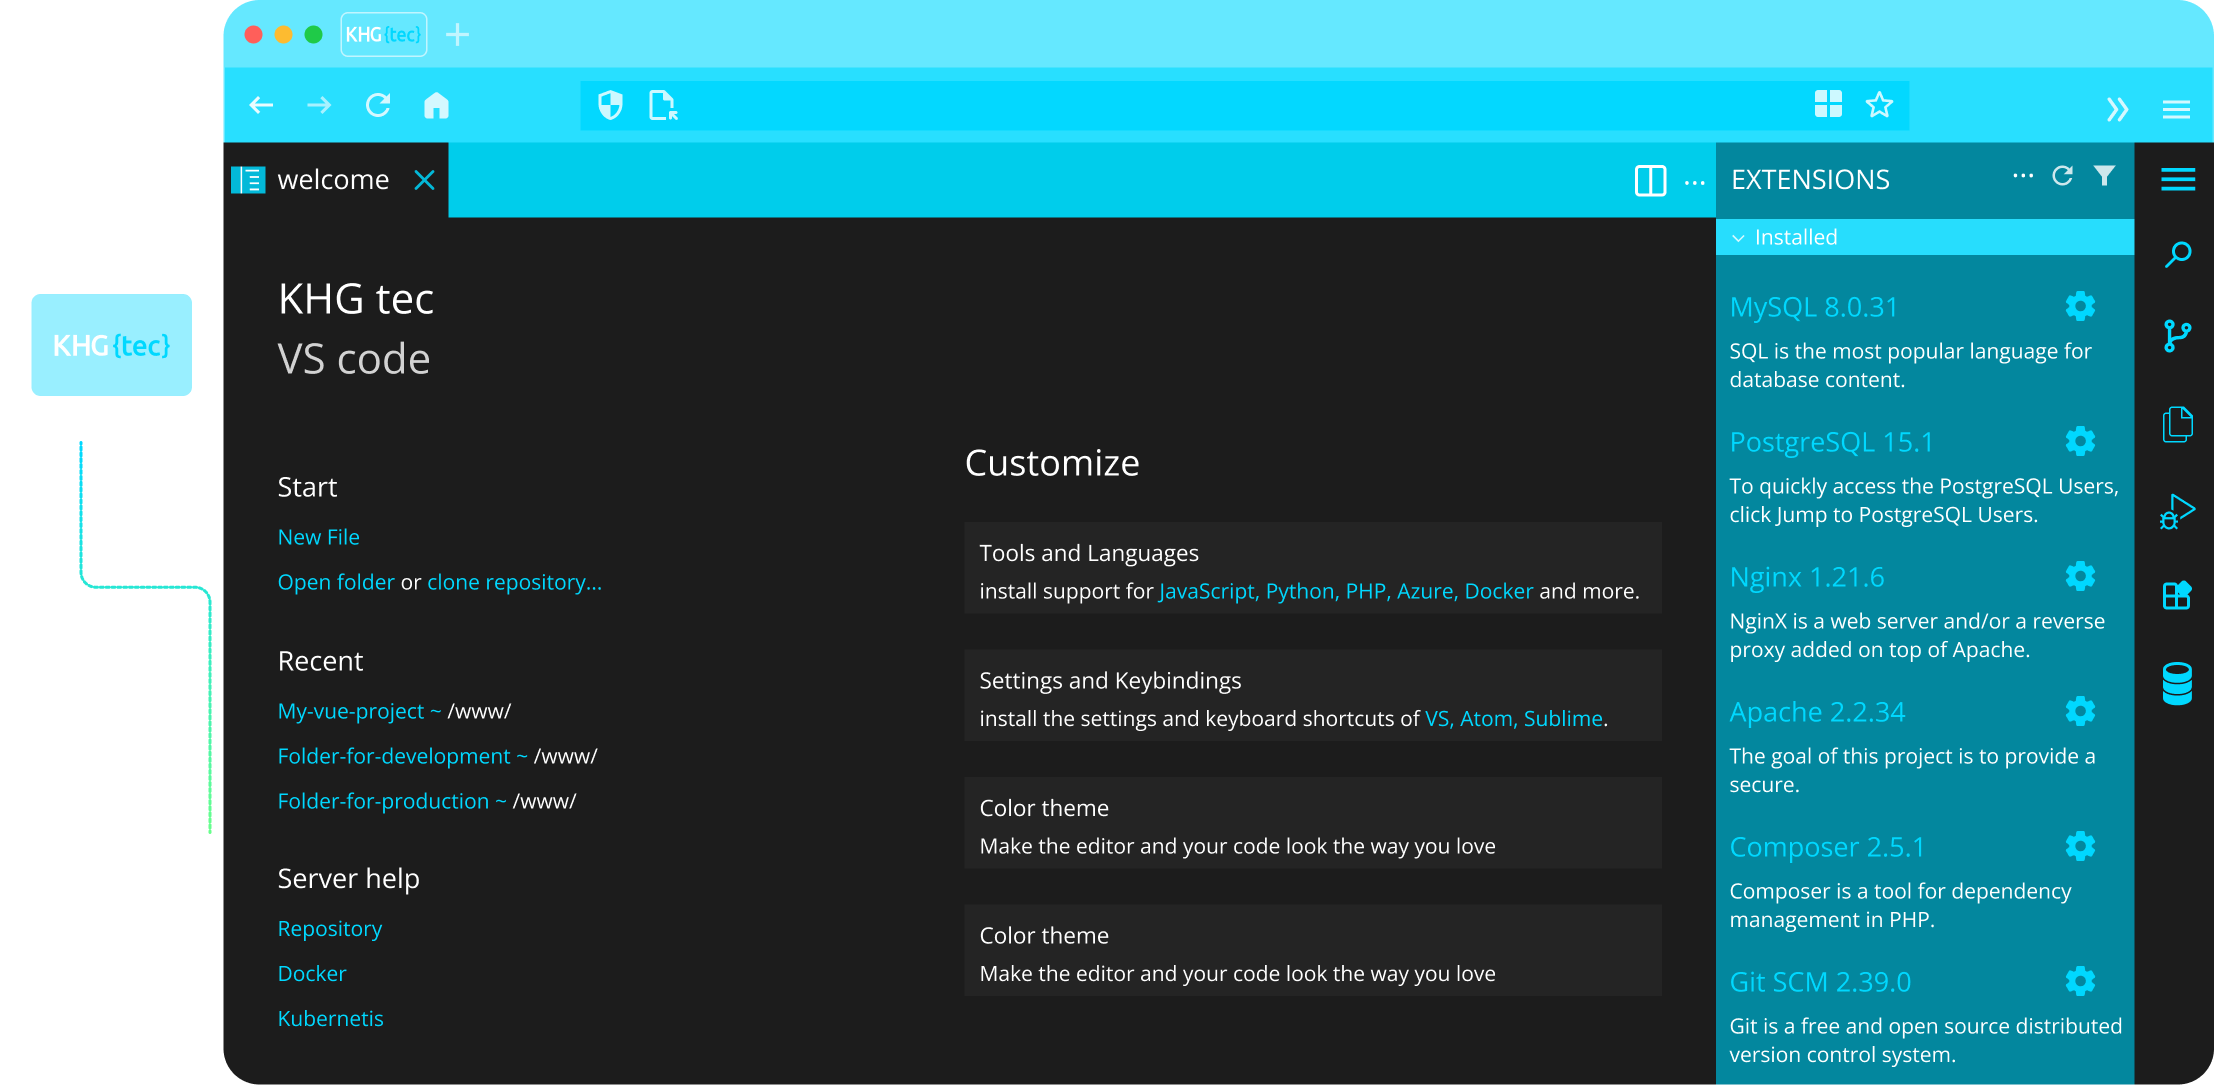 KHG{tec}
KHG{tec}
welcome
KHG tec
VS code
Start
New File
Open folder or clone repository...
Recent
My-vue-project ~ /www/
Folder-for-development ~ /www/
Folder-for-production ~ /www/
Server help
Repository
Docker
Kubernetis
Customize
Tools and Languages
install support for JavaScript, Python, PHP, Azure, Docker and more.
Settings and Keybindings
install the settings and keyboard shortcuts of VS, Atom, Sublime.
Color theme
Make the editor and your code look the way you love
Color theme
Make the editor and your code look the way you love
EXTENSIONS
Installed
MySQL 8.0.31
SQL is the most popular language for
database content.
PostgreSQL 15.1
To quickly access the PostgreSQL Users,
click Jump to PostgreSQL Users.
Nginx 1.21.6
NginX is a web server and/or a reverse
proxy added on top of Apache.
Apache 2.2.34
The goal of this project is to provide a
secure.
Composer 2.5.1
Composer is a tool for dependency
management in PHP.
Git SCM 2.39.0
Git is a free and open source distributed
version control system.